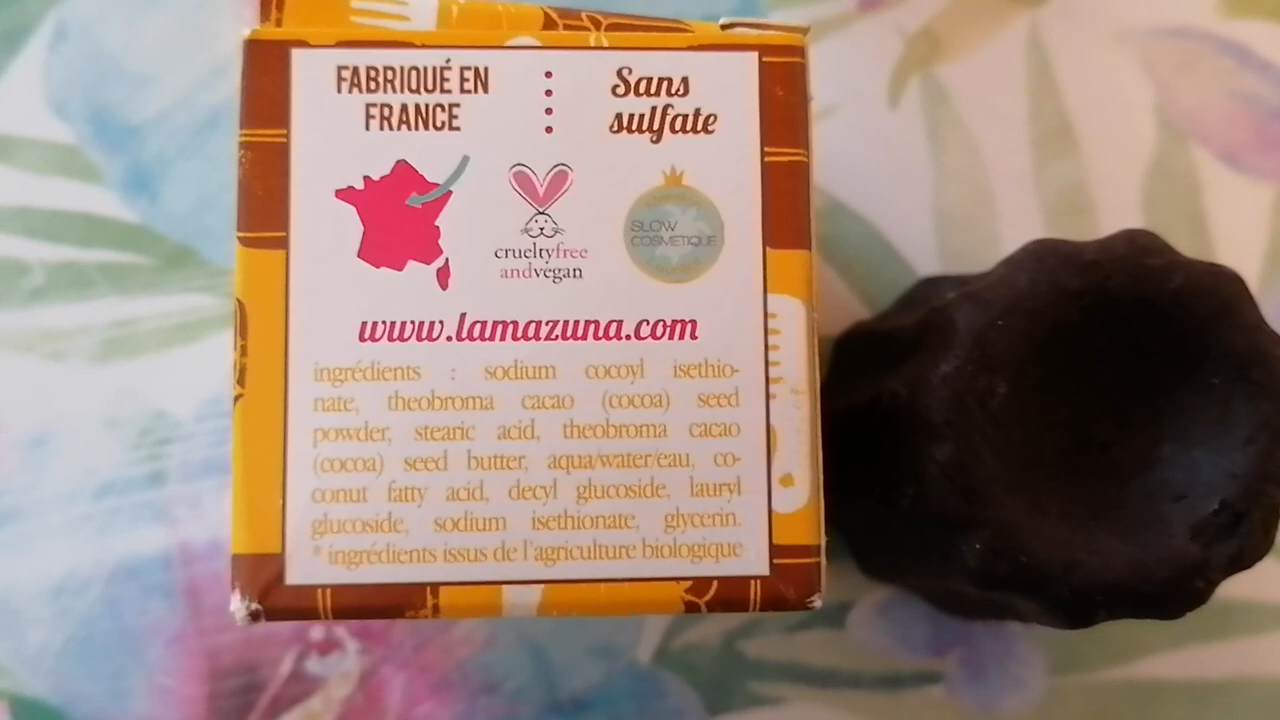 FABRIQUÉ EN
FRANCE
Sans
sulfate
crueltyfree
andvegan
SLOW
COSMETIQUE
www.lamazuna.com
ingrédients : sodium cocoyl isethio-
nate, theobroma cacao (cocoa) seed
powder, stearic acid, theobroma cacao
(cocoa) seed butter, aqua/water/eau, co-
conut fatty acid, decyl glucoside, lauryl
glucoside, sodium isethionate, glycerin.
* ingrédients issus de l'agriculture biologique